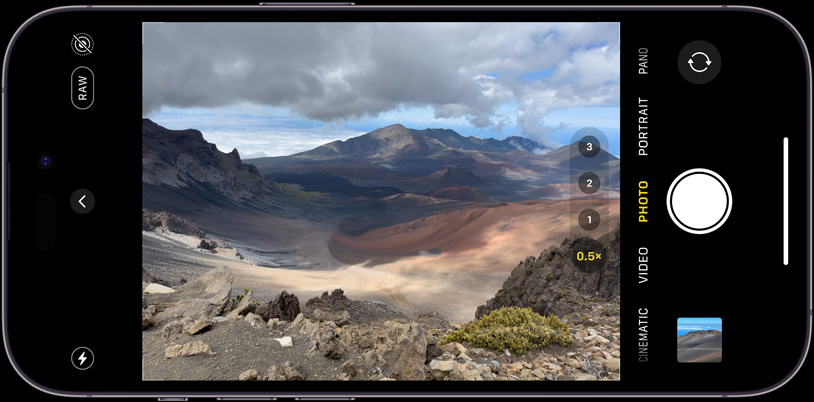 RAW
3
2
1
0.5×
PANO
PORTRAIT
PHOTO
VIDEO
CINEMATIC